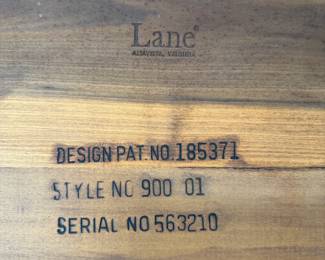 Lane®
ALTAVISTA, VIRGINIA
DESIGN PAT. NO. 185371
STYLE NO 900 01
SERIAL NO 563210